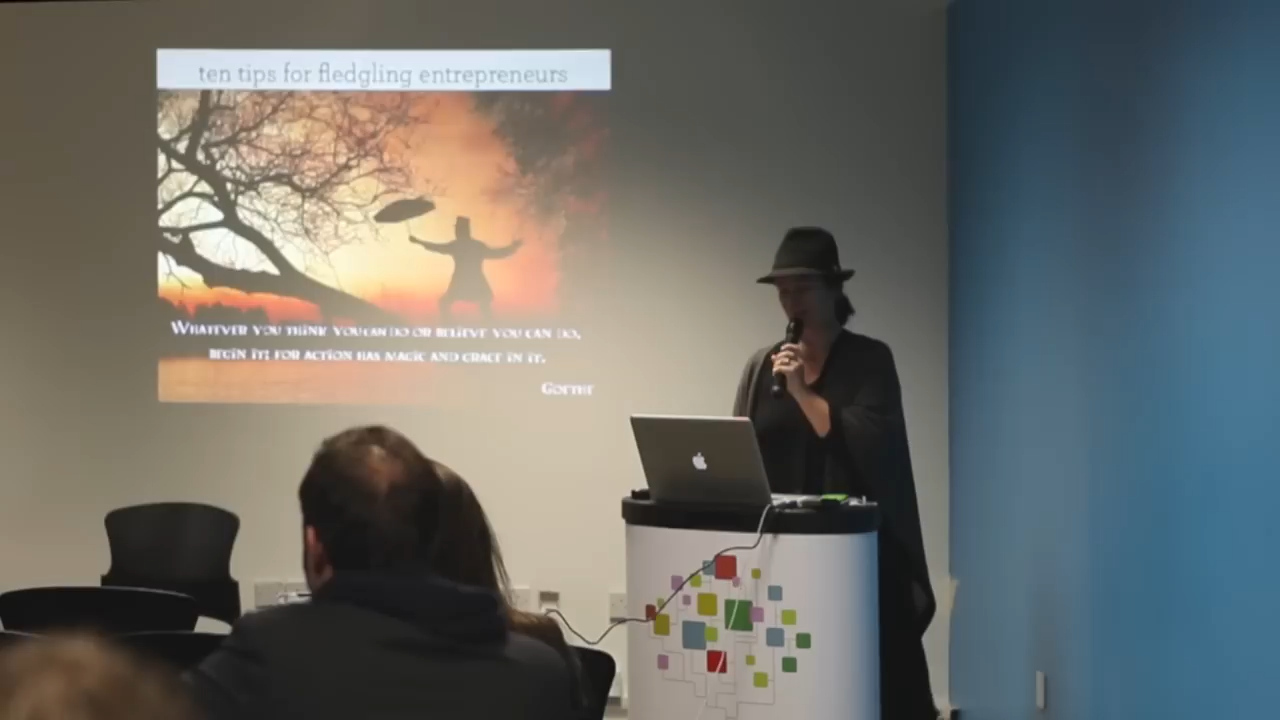 ten tips for fledgling entrepreneurs
Whatever you think you can do or believe you can do,
begin it; for action has magic and grace in it.
Goethe